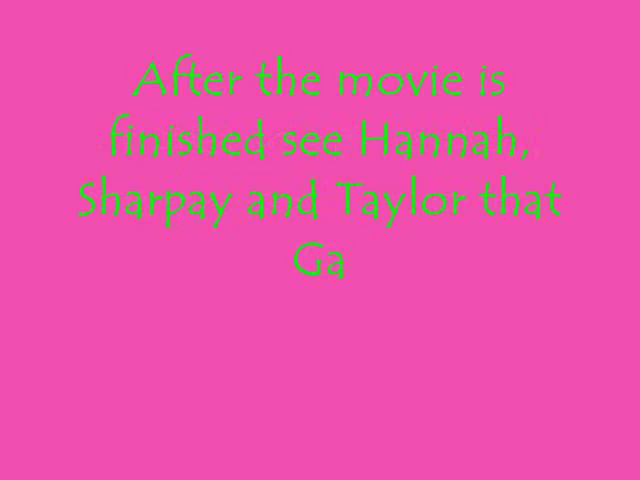 After the movie is
finished see Hannah,
Sharpay and Taylor that
Ga